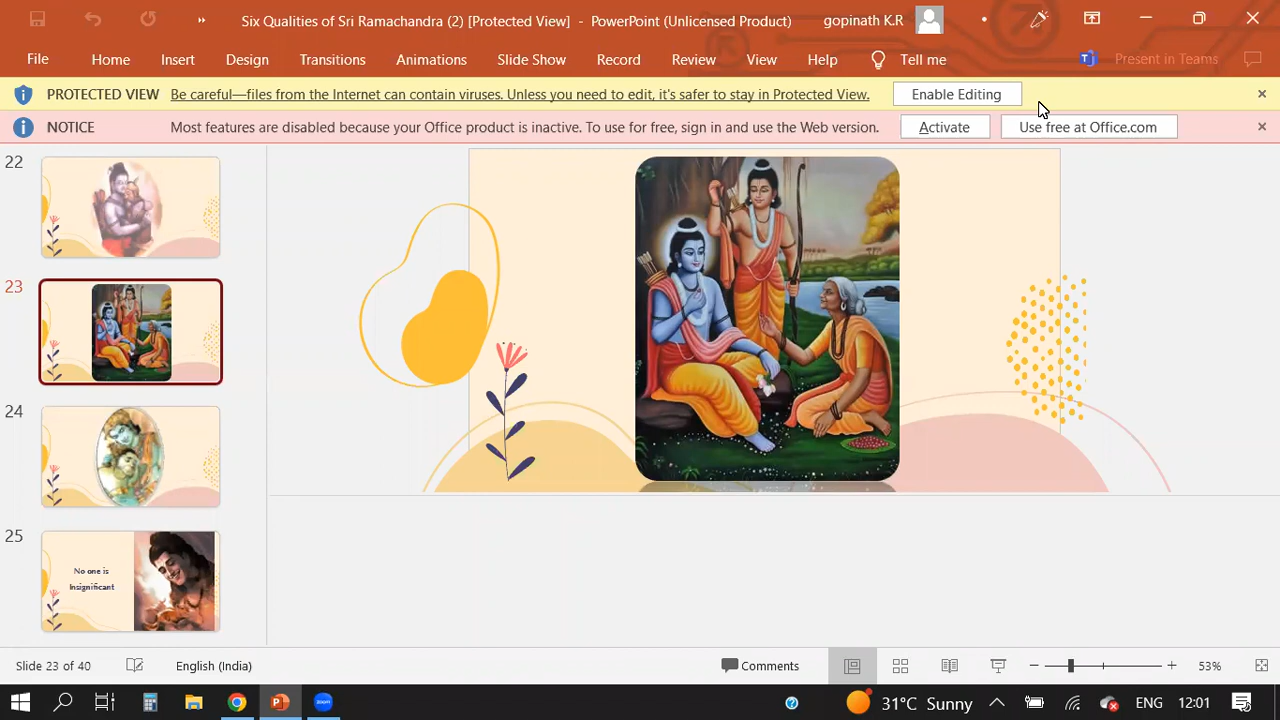 Six Qualities of Sri Ramachandra (2) [Protected View] - PowerPoint (Unlicensed Product)
gopinath K.R
File
Home
Insert
Design
Transitions
Animations
Slide Show
Record
Review
View
Help
Tell me
Present in Teams
PROTECTED VIEW
Be careful—files from the Internet can contain viruses. Unless you need to edit, it's safer to stay in Protected View.
Enable Editing
NOTICE
Most features are disabled because your Office product is inactive. To use for free, sign in and use the Web version.
Activate
Use free at Office.com
22
23
24
25
No one is
Insignificant
Slide 23 of 40
English (India)
Comments
53%
zoom
31°C Sunny
ENG
12:01